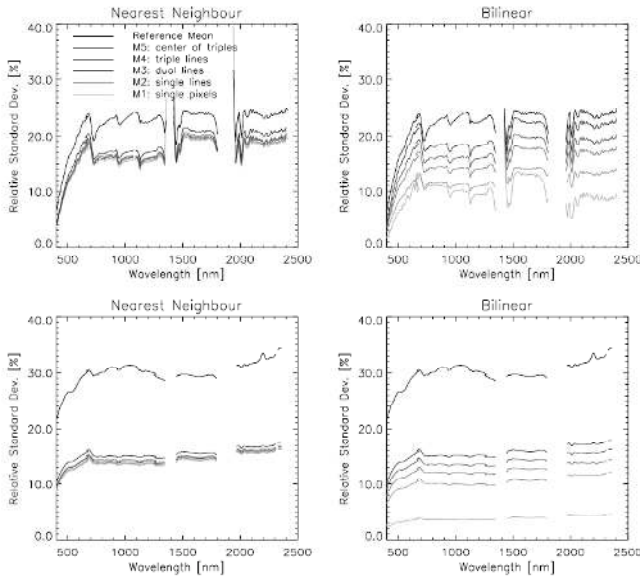 Nearest Neighbour
40.0
30.0
20.0
10.0
0.0
Relative Standard Dev. [%]
Reference Mean
M5: center of triples
M4: triple lines
M3: dual lines
M2: single lines
M1: single pixels
500 1000 1500 2000 2500
Wavelength [nm]
Bilinear
40.0
30.0
20.0
10.0
0.0
Relative Standard Dev. [%]
500 1000 1500 2000 2500
Wavelength [nm]
Nearest Neighbour
40.0
30.0
20.0
10.0
0.0
Relative Standard Dev. [%]
500 1000 1500 2000 2500
Wavelength [nm]
Bilinear
40.0
30.0
20.0
10.0
0.0
Relative Standard Dev. [%]
500 1000 1500 2000 2500
Wavelength [nm]